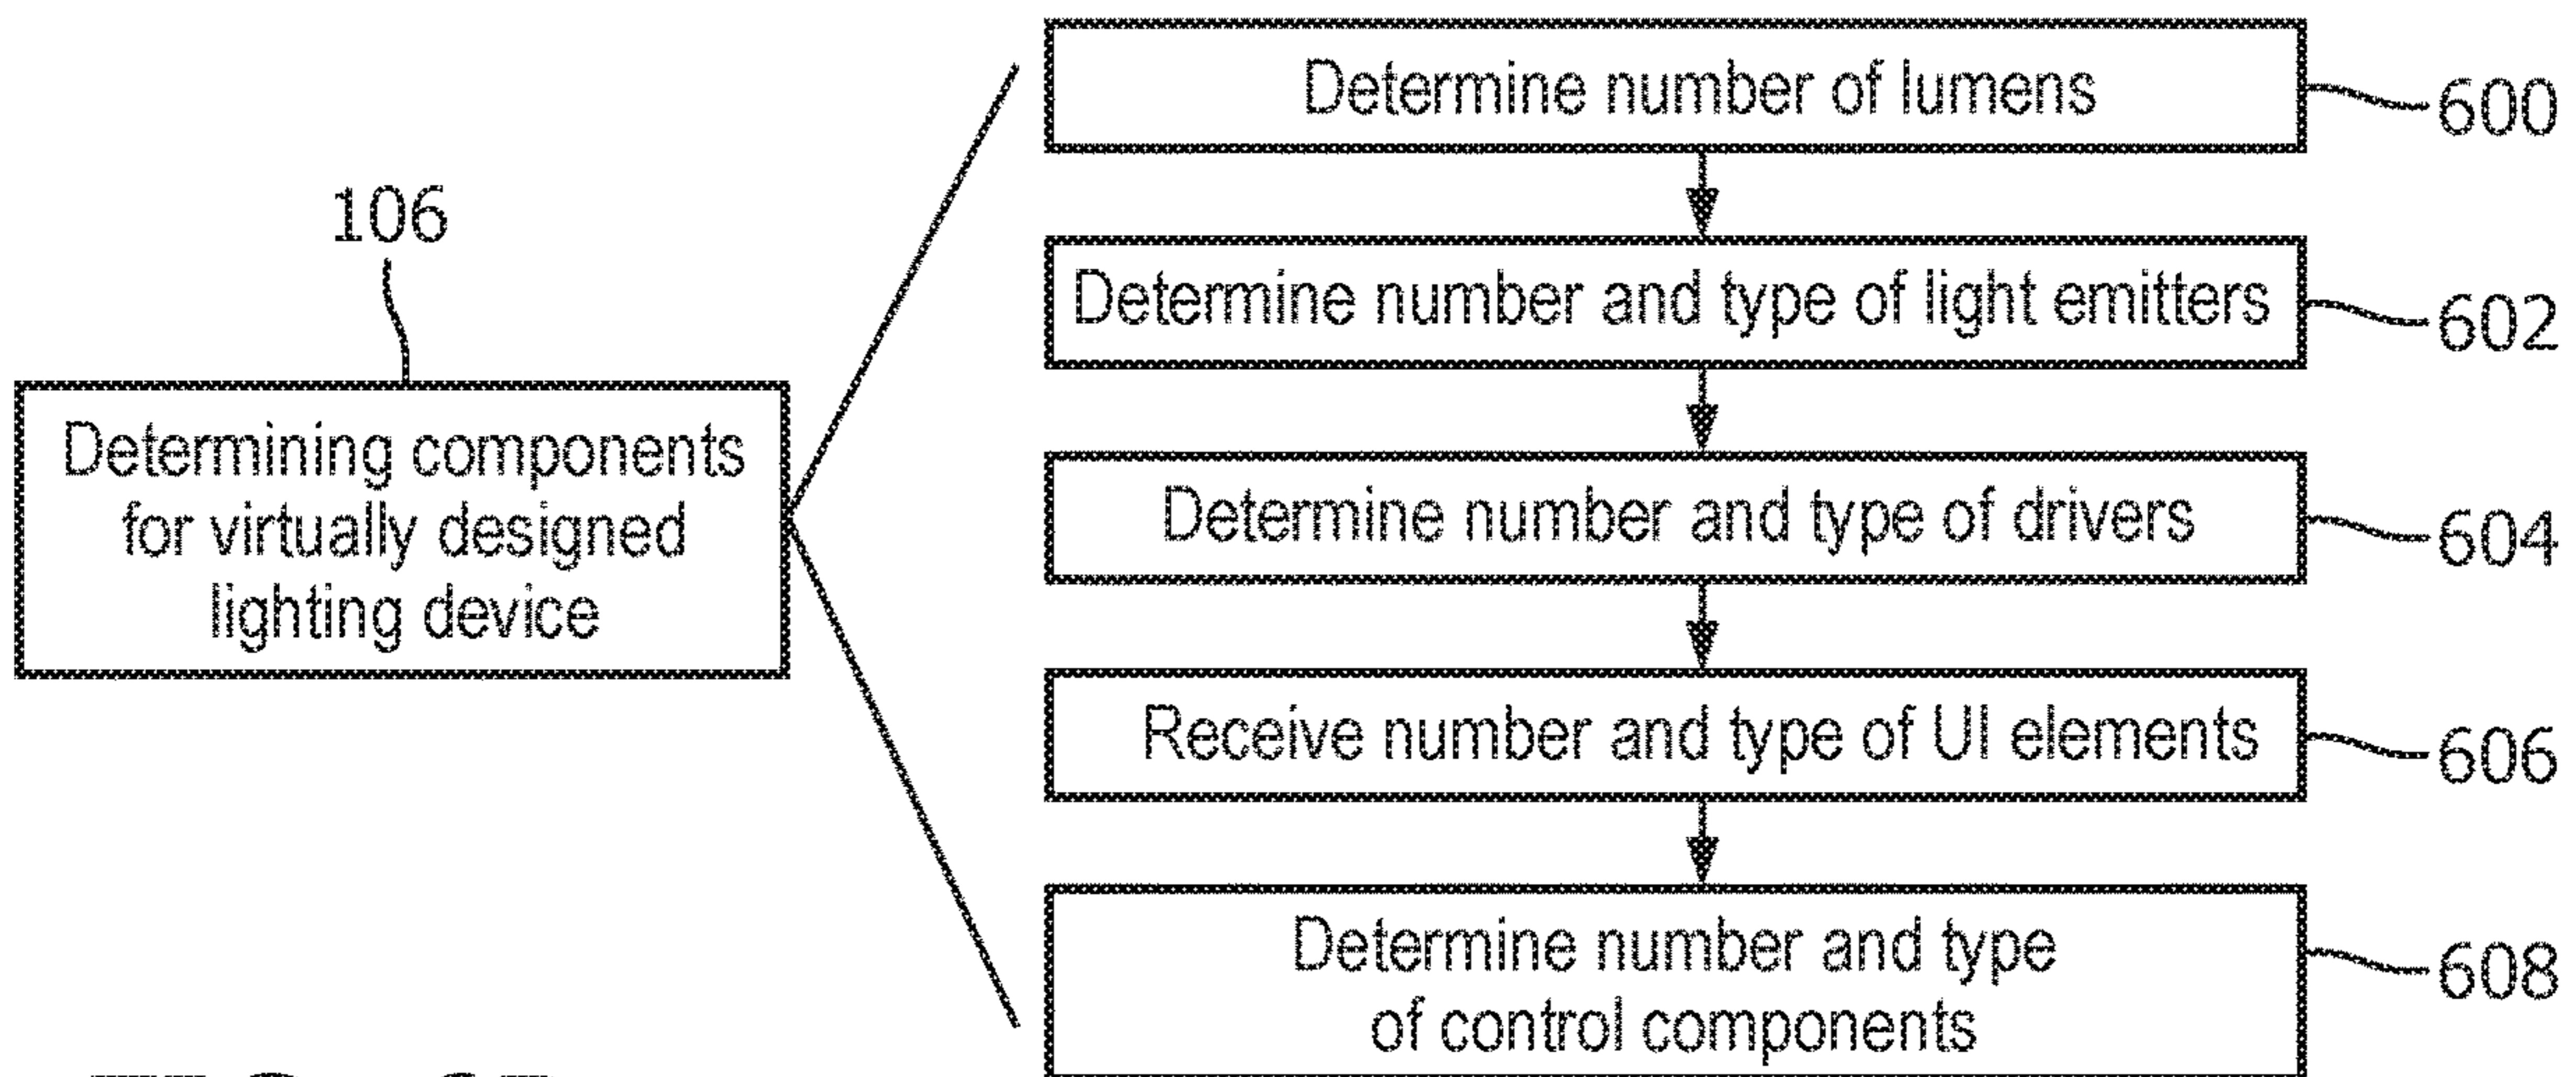 Determine number of lumens
600
106
Determine number and type of light emitters
602
Determining components
for virtually designed
lighting device
Determine number and type of drivers
604
Receive number and type of UI elements
606
Determine number and type
of control components
608